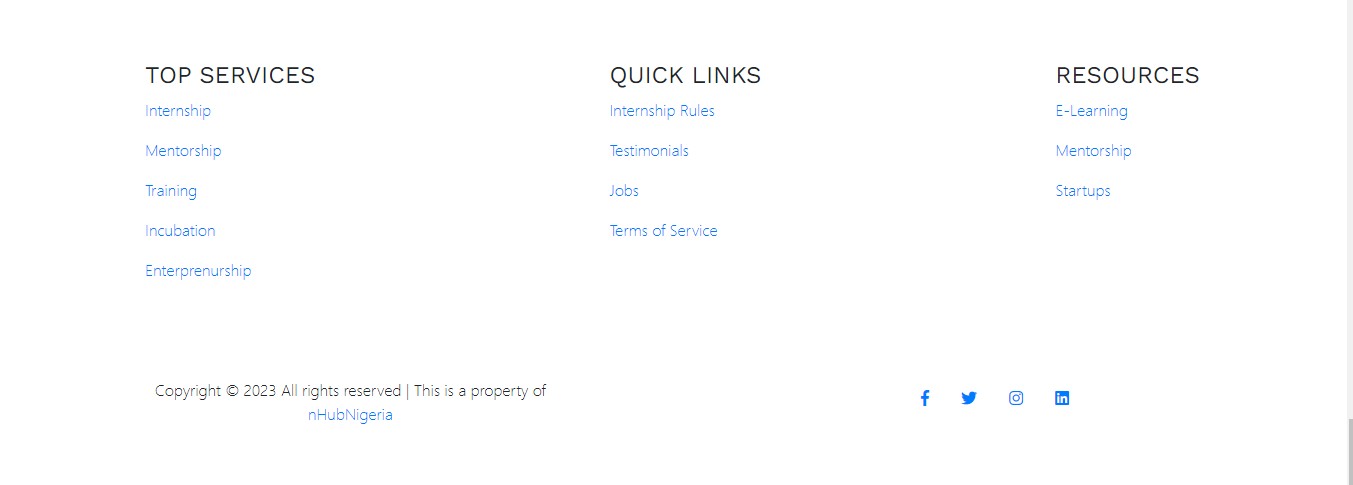 TOP SERVICES
Internship
Mentorship
Training
Incubation
Enterprenurship
QUICK LINKS
Internship Rules
Testimonials
Jobs
Terms of Service
RESOURCES
E-Learning
Mentorship
Startups
Copyright © 2023 All rights reserved | This is a property of
nHubNigeria